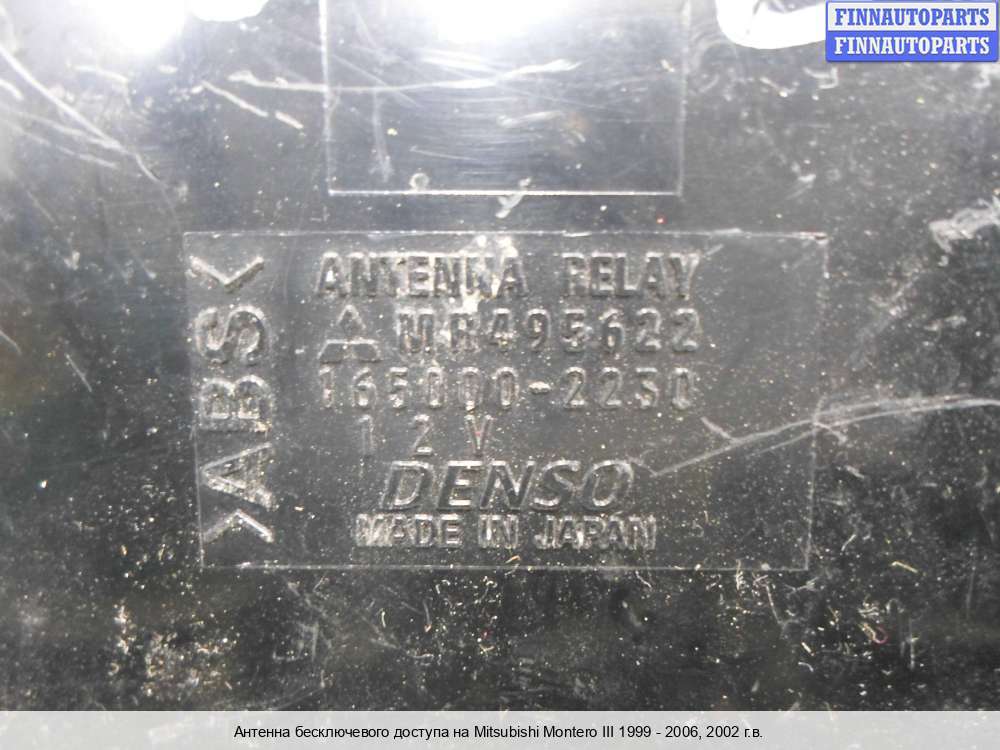 FINNAUTOPARTS
FINNAUTOPARTS
>ABS<
ANTENNA RELAY
MR495622
165000-2230
12V
DENSO
MADE IN JAPAN
Антенна бесключевого доступа на Mitsubishi Montero III 1999 - 2006, 2002 г.в.